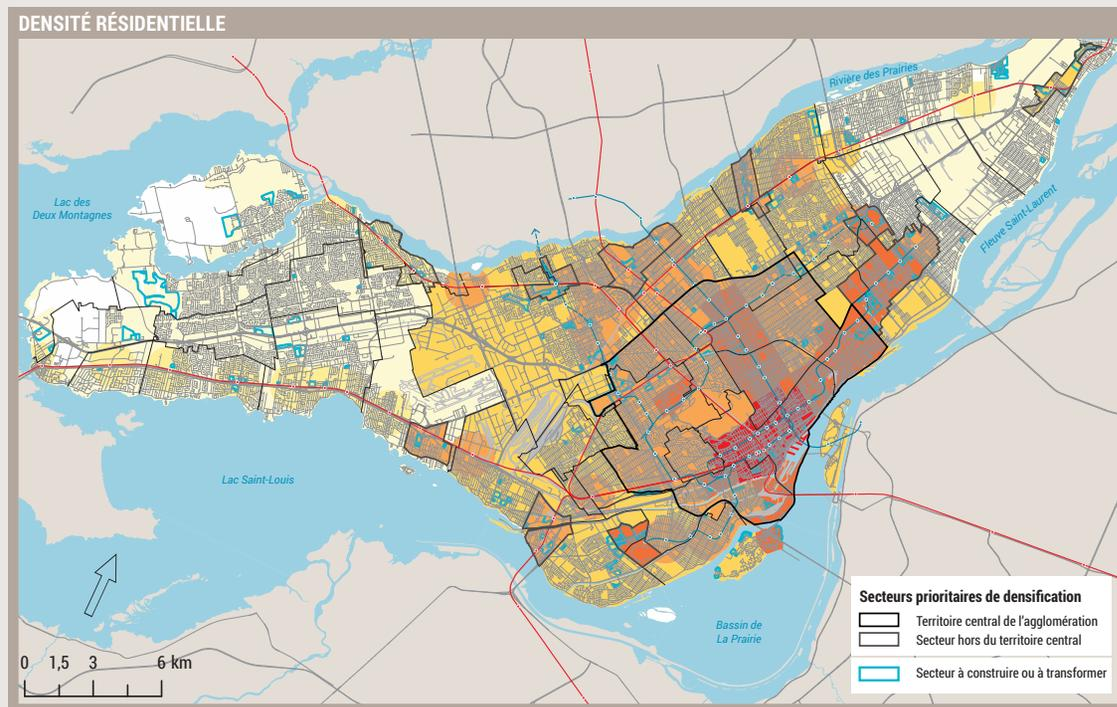 DENSITÉ RÉSIDENTIELLE
Rivière des Prairies
Lac des
Deux Montagnes
Fleuve Saint-Laurent
Lac Saint-Louis
Bassin de
La Prairie
0 1,5 3 6 km
Secteurs prioritaires de densification
Territoire central de l'agglomération
Secteur hors du territoire central
Secteur à construire ou à transformer